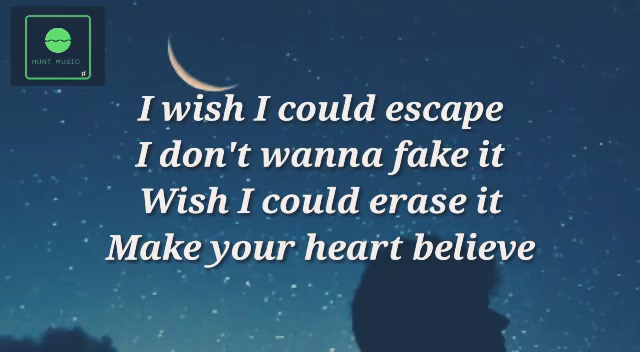 HUNT MUSIC
I wish I could escape
I don't wanna fake it
Wish I could erase it
Make your heart believe